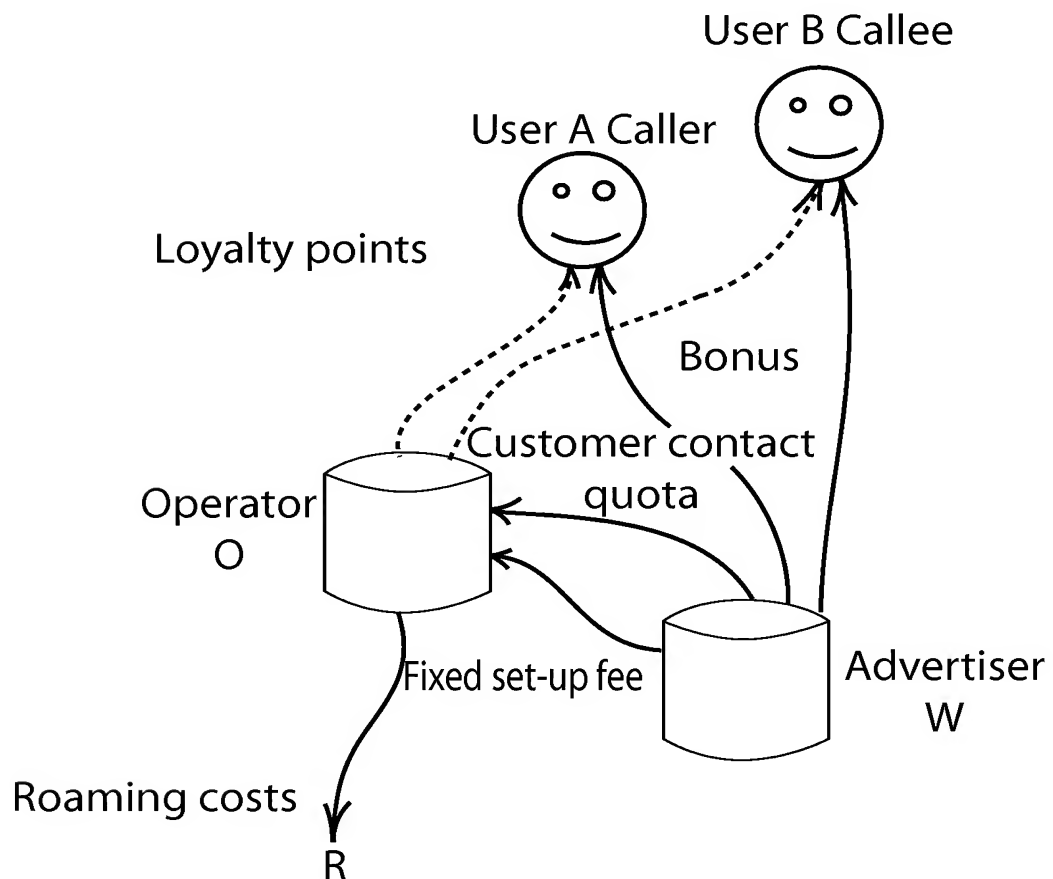 User B Callee
User A Caller
Loyalty points
Bonus
Customer contact
quota
Operator
O
Fixed set-up fee
Advertiser
W
Roaming costs
R